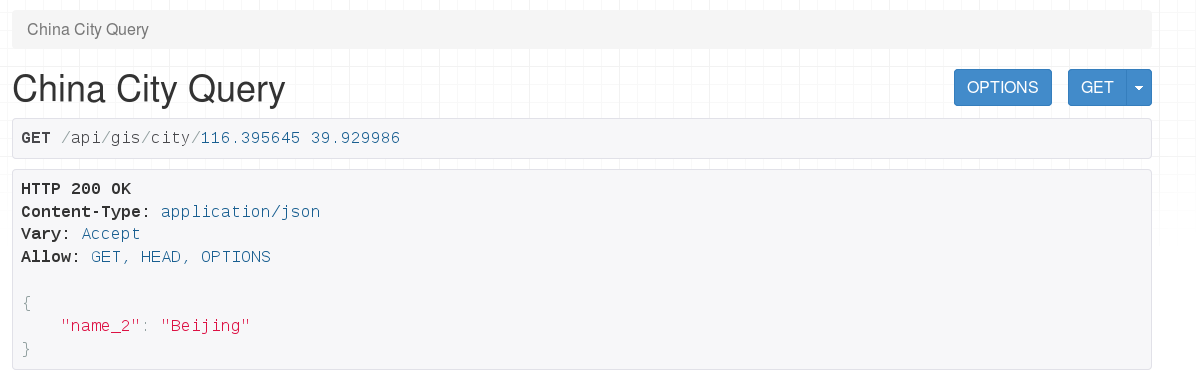 China City Query
China City Query
OPTIONS
GET
GET /api/gis/city/116.395645 39.929986
HTTP 200 OK
Content-Type: application/json
Vary: Accept
Allow: GET, HEAD, OPTIONS
{
"name_2": "Beijing"
}